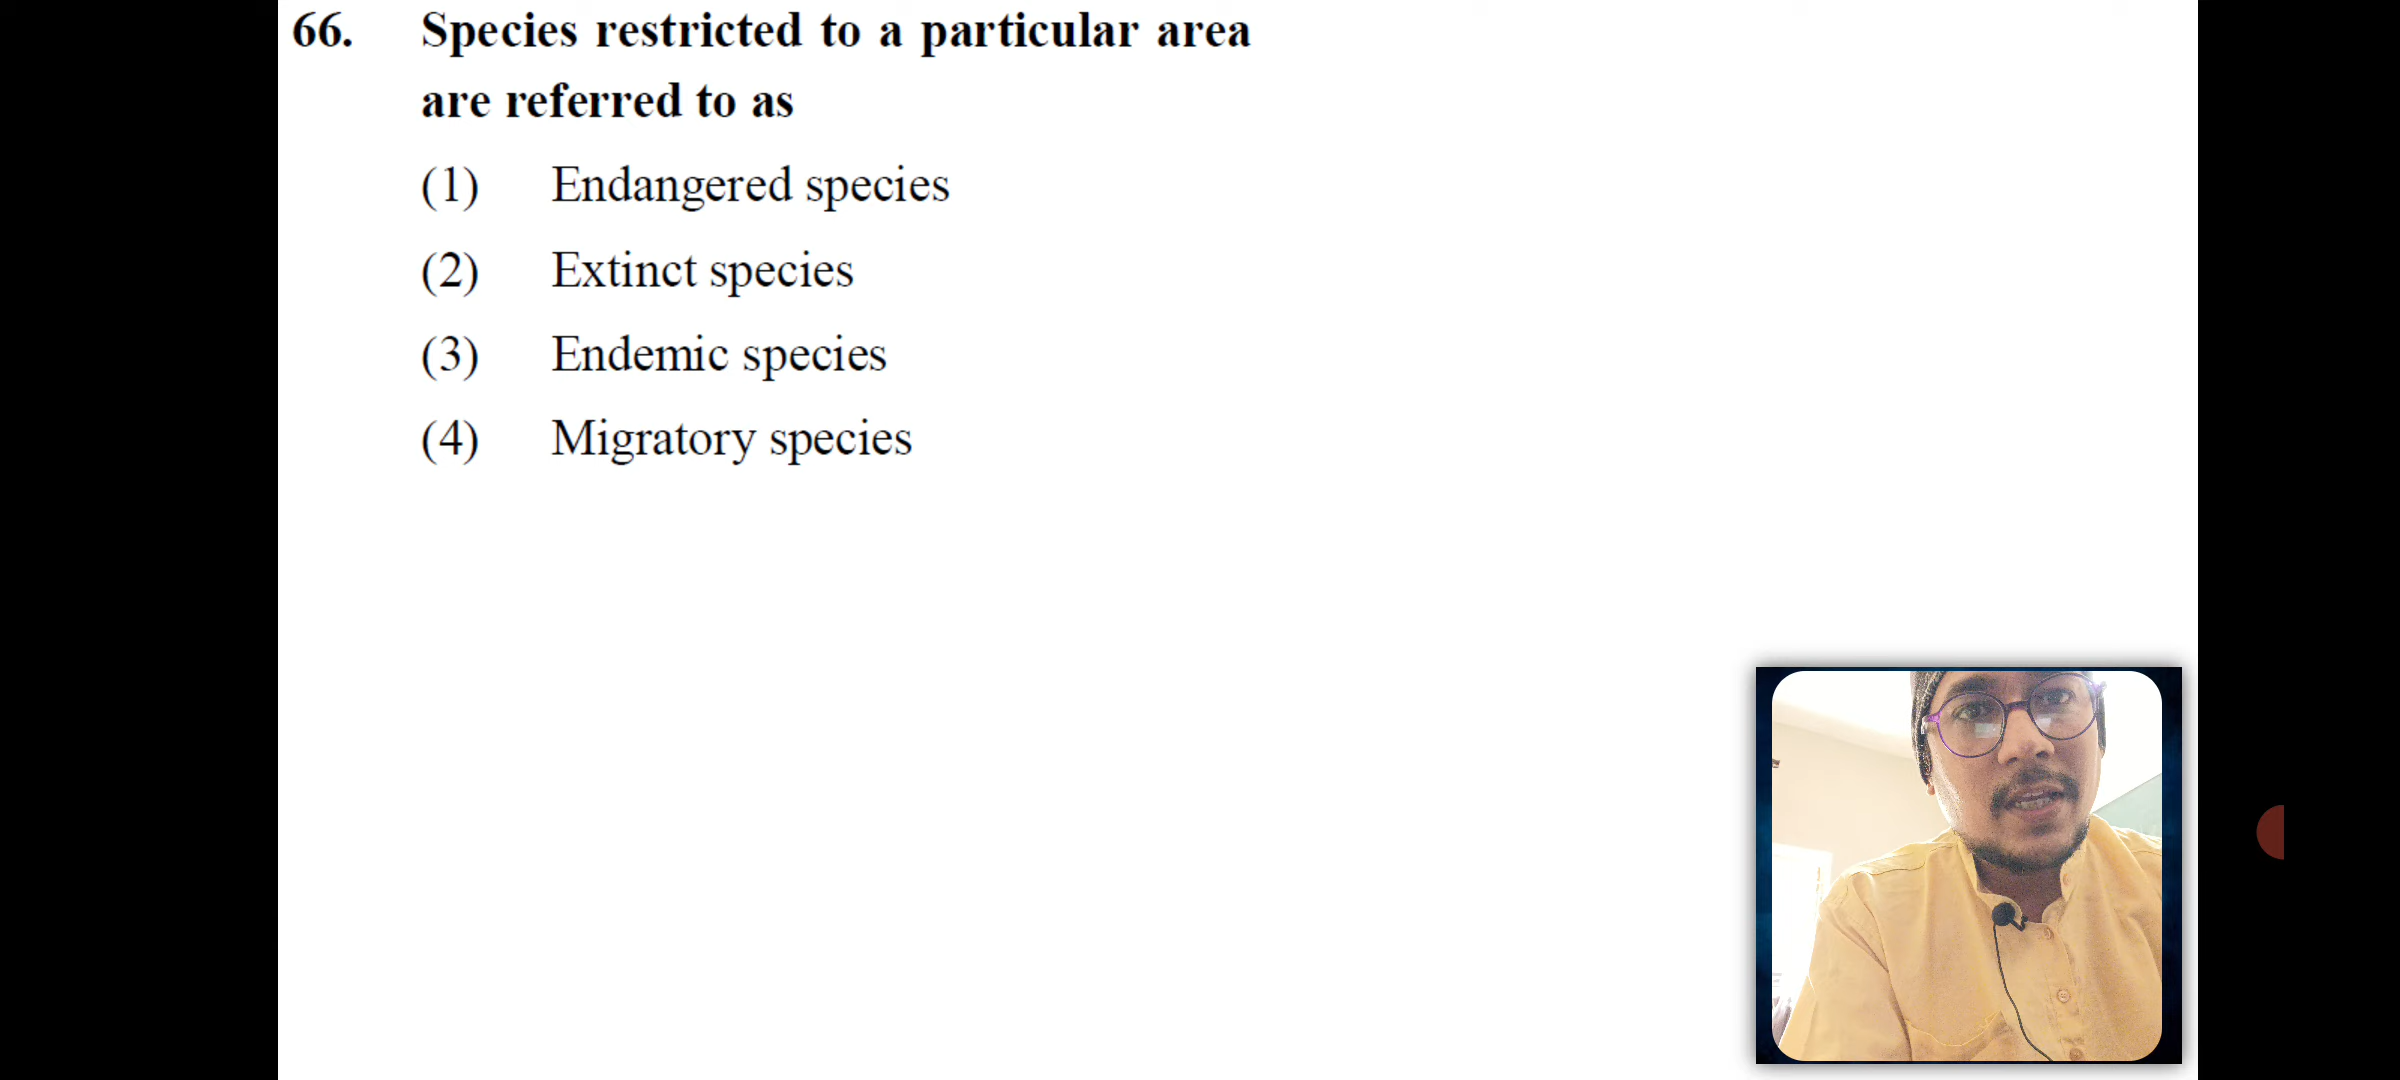 66. Species restricted to a particular area
are referred to as
(1) Endangered species
(2) Extinct species
(3) Endemic species
(4) Migratory species